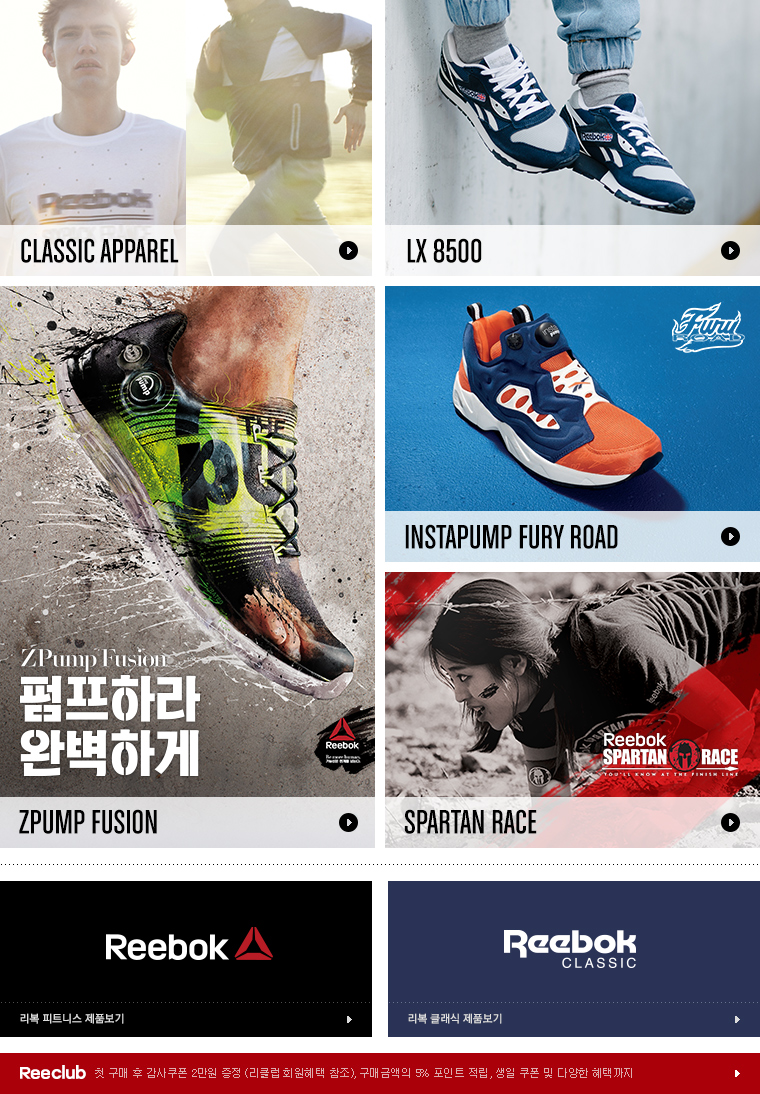 Reebok
CLASSIC APPAREL
LX 8500
Fury
ROAD
INSTAPUMP FURY ROAD
ZPump Fusion
펌프하라
완벽하게
Reebok
Be more human.
ZPUMP FUSION
Reebok
SPARTAN RACE
YOU'LL KNOW AT THE FINISH LINE
SPARTAN RACE
Reebok
리복 피트니스 제품보기
Reebok
CLASSIC
리복 클래식 제품보기
Reeclub 첫 구매 후 감사쿠폰 2만원 증정 (리클럽 회원혜택 참조), 구매금액의 5% 포인트 적립, 생일 쿠폰 및 다양한 혜택까지